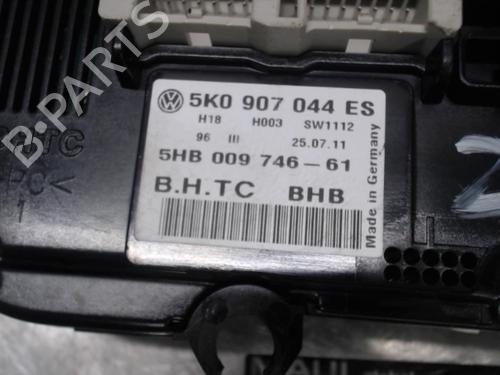 5K0 907 044 ES
H18 H003 SW1112
96 III 25.07.11
5HB 009 746-61
B.H.TC BHB
Made in Germany
B-PARTS